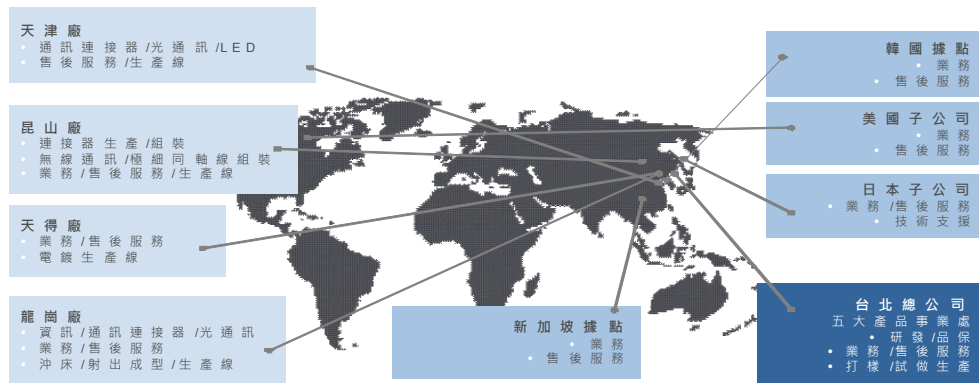 天津廠
• 通訊連接器/光通訊/LED
• 售後服務/生產線
昆山廠
• 連接器生產/組裝
• 無線通訊/極細同軸線組裝
• 業務/售後服務/生產線
天得廠
• 業務/售後服務
• 電鍍生產線
龍崗廠
• 資訊/通訊連接器/光通訊
• 業務/售後服務
• 沖床/射出成型/生產線
新加坡據點
• 業務
• 售後服務
韓國據點
• 業務
• 售後服務
美國子公司
• 業務
• 售後服務
日本子公司
• 業務/售後服務
• 技術支援
台北總公司
五大產品事業處
• 研發/品保
• 業務/售後服務
• 打樣/試做生產